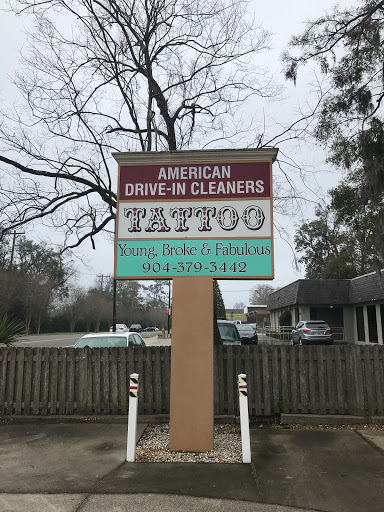 AMERICAN
DRIVE-IN CLEANERS
TATTOO
Young, Broke & Fabulous
904-379-3442